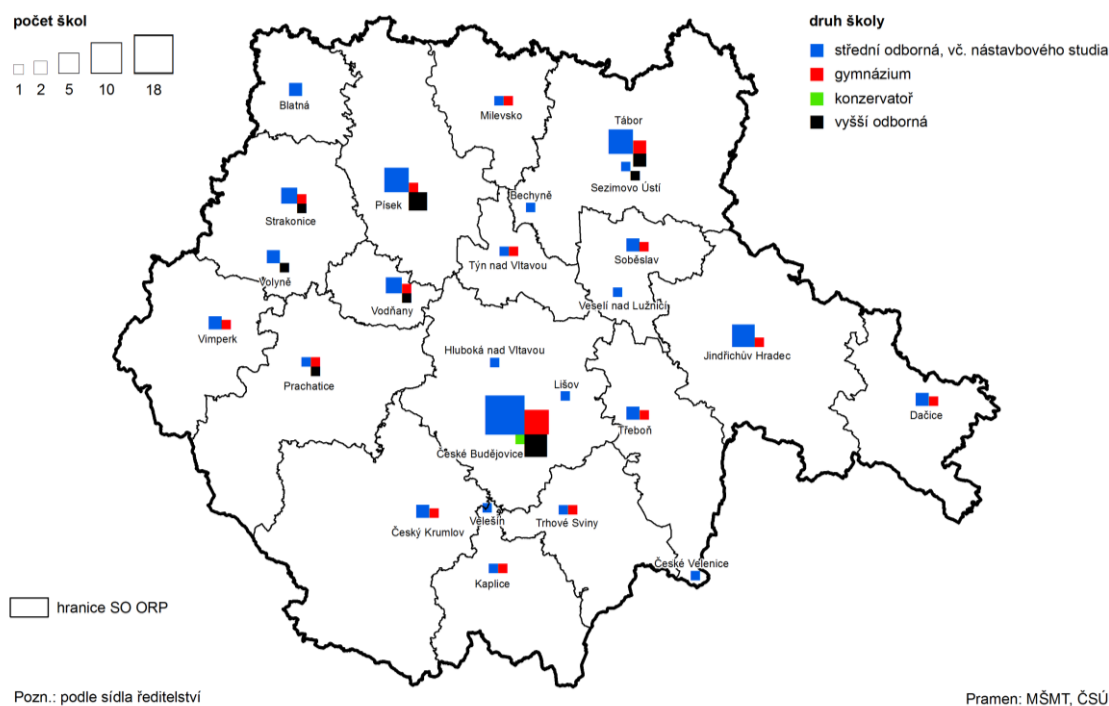 počet škol
1 2 5 10 18
druh školy
střední odborná, vč. nástavbového studia
gymnázium
konzervatoř
vyšší odborná
Blatná
Milevsko
Tábor
Sezimovo Ústí
Písek
Bechyně
Strakonice
Týn nad Vltavou
Soběslav
Volyně
Vodňany
Veselí nad Lužnicí
Vimperk
Hluboká nad Vltavou
Jindřichův Hradec
Prachatice
Lišov
Dačice
Třeboň
České Budějovice
Velešín
Trhové Sviny
Český Krumlov
České Velenice
Kaplice
hranice SO ORP
Pozn.: podle sídla ředitelství
Pramen: MŠMT, ČSÚ